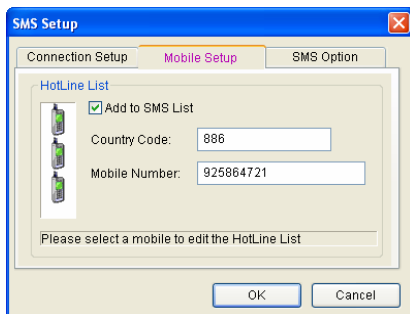 SMS Setup
Connection Setup Mobile Setup SMS Option
HotLine List
Add to SMS List
Country Code: 886
Mobile Number: 925864721
Please select a mobile to edit the HotLine List
OK Cancel